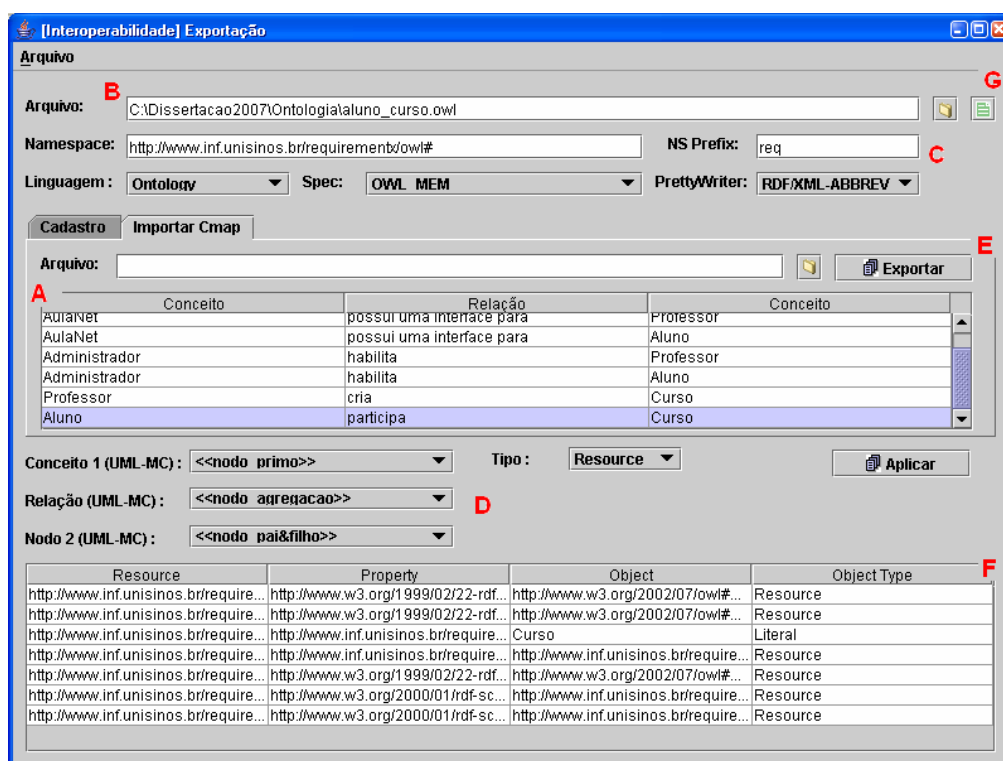 [Interoperabilidade] Exportação
Arquivo
G
B
Arquivo: C:\Dissertacao2007\Ontologia\aluno_curso.owl
Namespace: http://www.inf.unisinos.br/requirementx/owl# NS Prefix: req
C
Linguagem : Ontology Spec: OWL MEM PrettyWriter: RDF/XML-ABBREV
Cadastro Importar Cmap
E
Arquivo: Exportar
A
Conceito Relação Conceito
AulaNet possui uma interface para Professor
AulaNet possui uma interface para Aluno
Administrador habilita Professor
Administrador habilita Aluno
Professor cria Curso
Aluno participa Curso
Conceito 1 (UML-MC) : <<nodo primo>> Tipo : Resource Aplicar
Relação (UML-MC) : <<nodo agregacao>>
D
Nodo 2 (UML-MC) : <<nodo pai&filho>>
F
Resource Property Object Object Type
http://www.inf.unisinos.br/require... http://www.w3.org/1999/02/22-rdf... http://www.w3.org/2002/07/owl#... Resource
http://www.inf.unisinos.br/require... http://www.w3.org/1999/02/22-rdf... http://www.w3.org/2002/07/owl#... Resource
http://www.inf.unisinos.br/require... http://www.inf.unisinos.br/require... Curso Literal
http://www.inf.unisinos.br/require... http://www.inf.unisinos.br/require... http://www.inf.unisinos.br/require... Resource
http://www.inf.unisinos.br/require... http://www.w3.org/1999/02/22-rdf... http://www.w3.org/2002/07/owl#... Resource
http://www.inf.unisinos.br/require... http://www.w3.org/2000/01/rdf-sc... http://www.inf.unisinos.br/require... Resource
http://www.inf.unisinos.br/require... http://www.w3.org/2000/01/rdf-sc... http://www.inf.unisinos.br/require... Resource